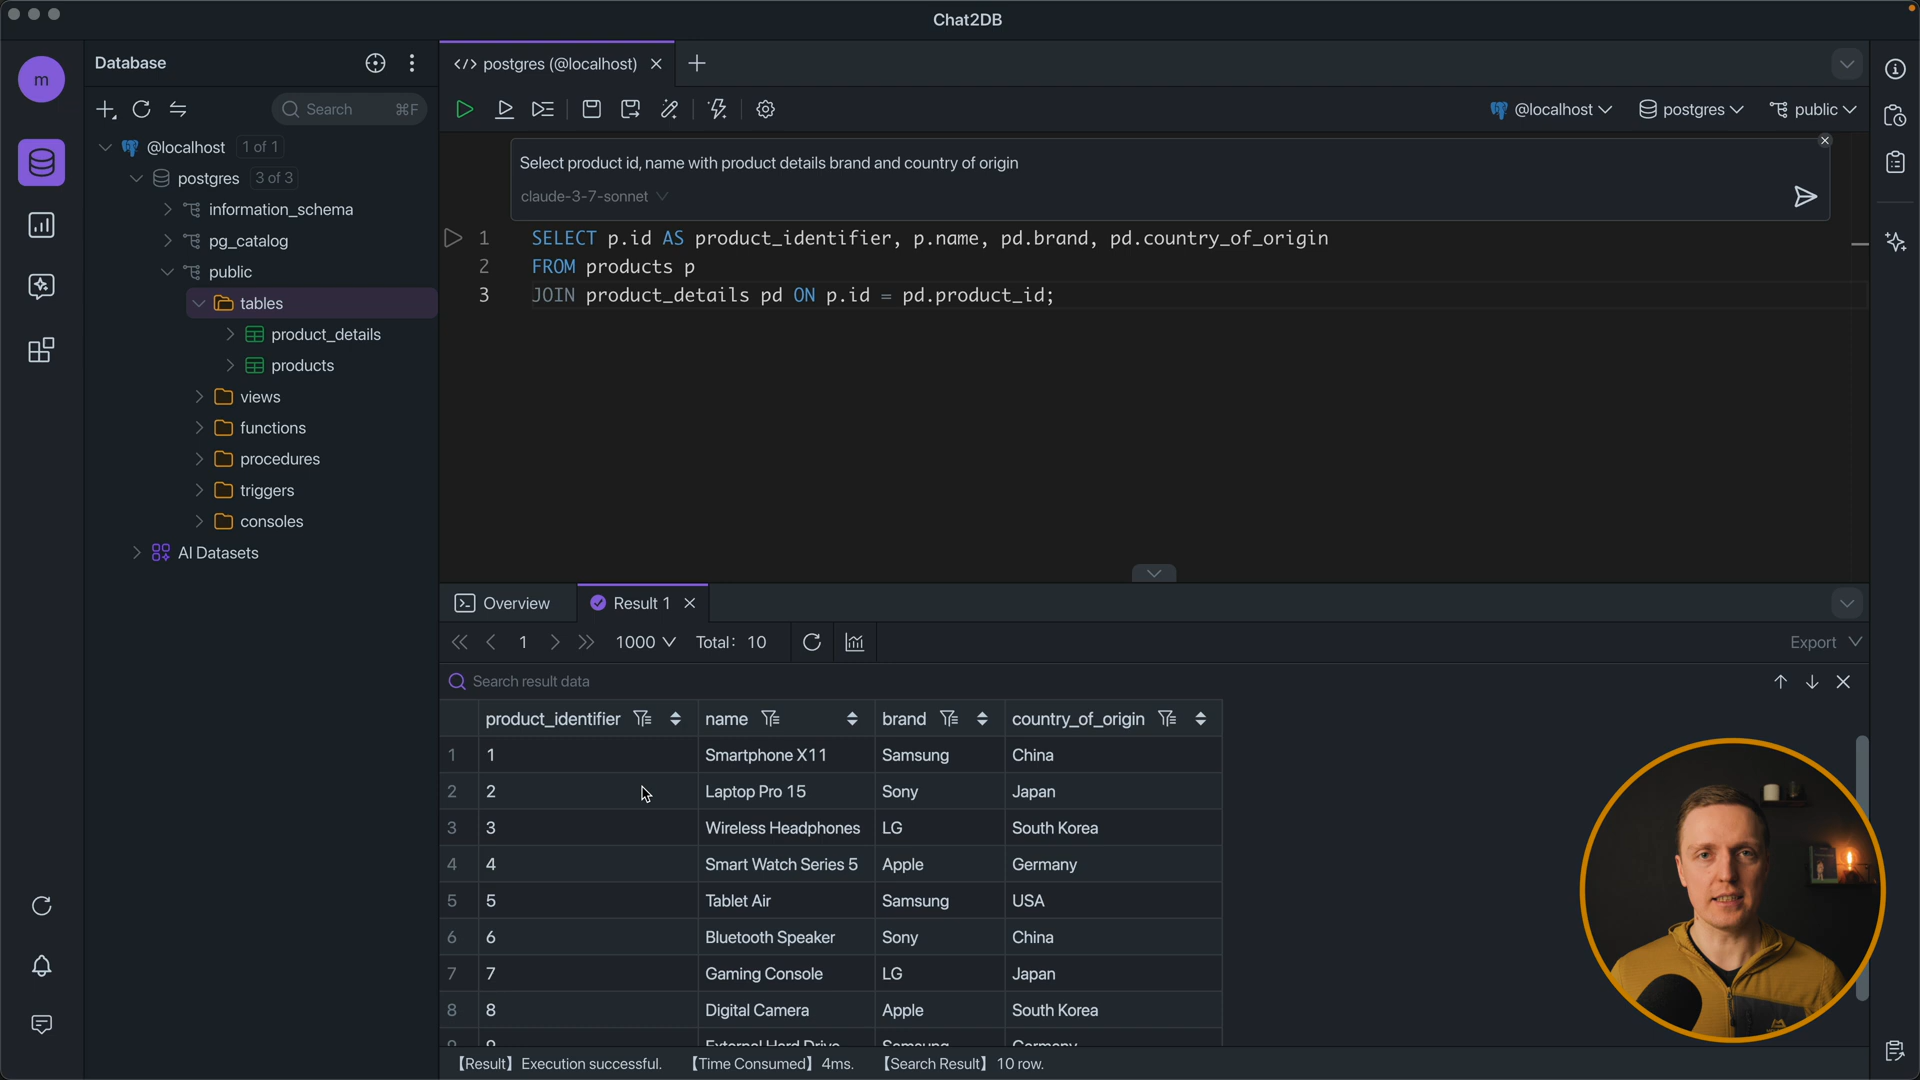 Chat2DB
m
Database
</> postgres (@localhost)
Search ⌘F
@localhost
postgres
public
@localhost 1 of 1
postgres 3 of 3
information_schema
pg_catalog
public
tables
product_details
products
views
functions
procedures
triggers
consoles
AI Datasets
Select product id, name with product details brand and country of origin
claude-3-7-sonnet
1 SELECT p.id AS product_identifier, p.name, pd.brand, pd.country_of_origin
2 FROM products p
3 JOIN product_details pd ON p.id = pd.product_id;
Overview
Result 1
1 1000 Total: 10
Export
Search result data
product_identifier name brand country_of_origin
1 1 Smartphone X11 Samsung China
2 2 Laptop Pro 15 Sony Japan
3 3 Wireless Headphones LG South Korea
4 4 Smart Watch Series 5 Apple Germany
5 5 Tablet Air Samsung USA
6 6 Bluetooth Speaker Sony China
7 7 Gaming Console LG Japan
8 8 Digital Camera Apple South Korea
9 9 External Hard Drive Samsung Germany
【Result】Execution successful. 【Time Consumed】4ms. 【Search Result】10 row.